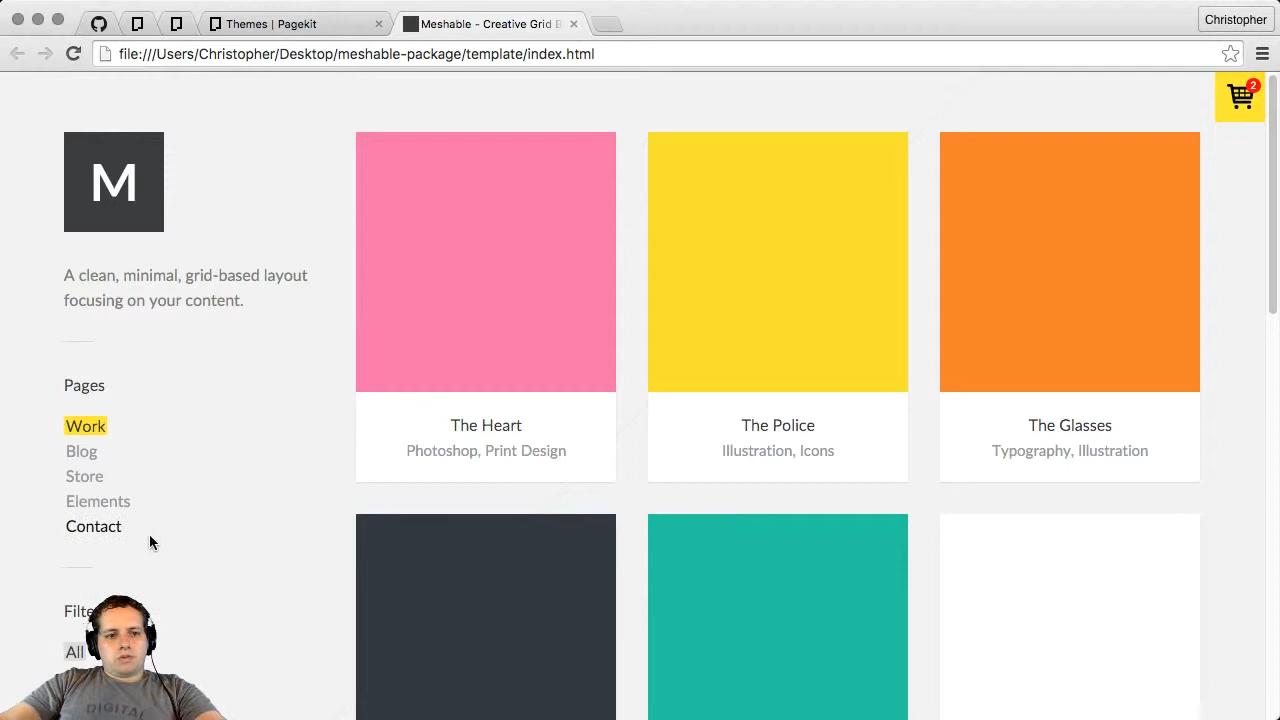 Themes | Pagekit
Meshable - Creative Grid B
Christopher
file:///Users/Christopher/Desktop/meshable-package/template/index.html
2
M
A clean, minimal, grid-based layout
focusing on your content.
Pages
Work
Blog
Store
Elements
Contact
Filte
All
The Heart
Photoshop, Print Design
The Police
Illustration, Icons
The Glasses
Typography, Illustration
DIGITAL